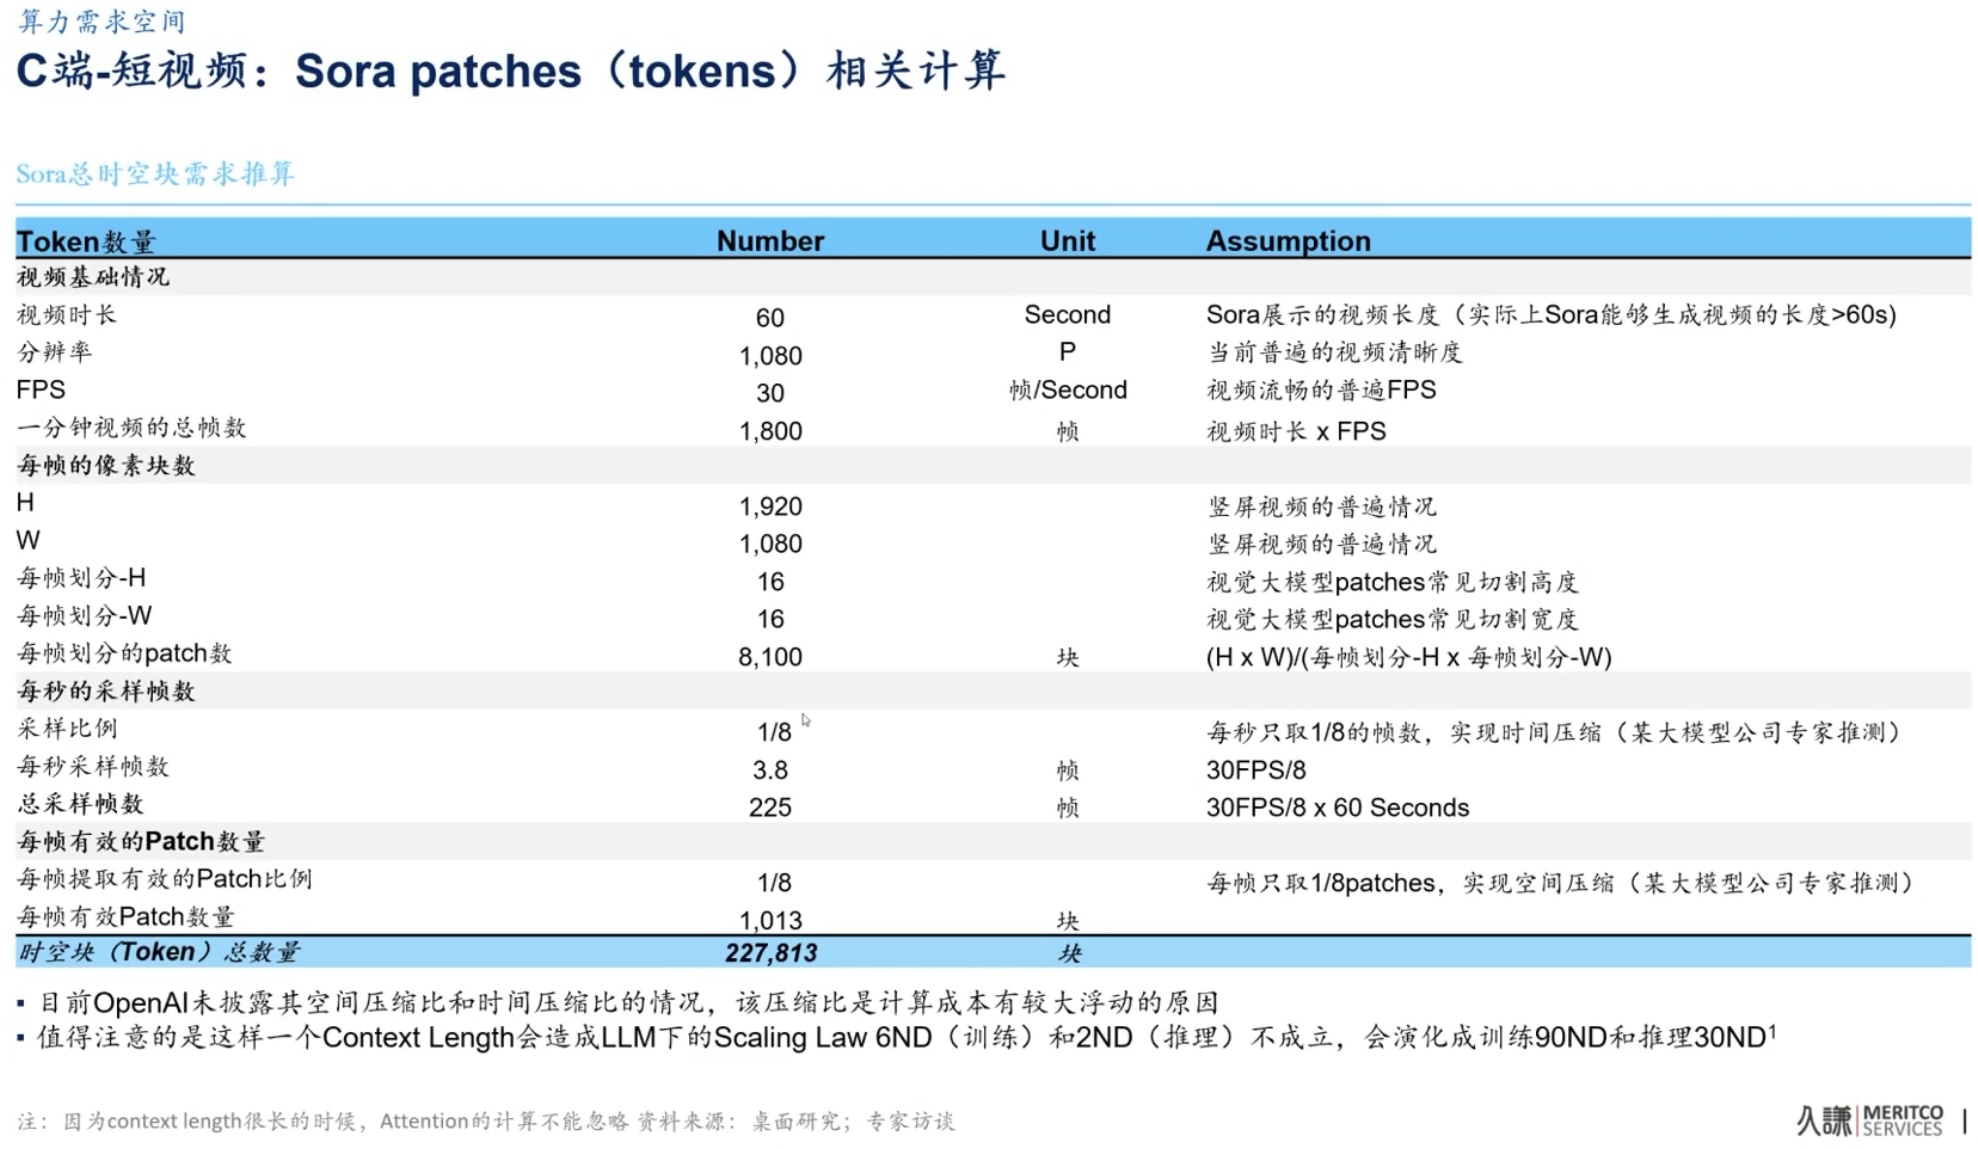 算力需求空间
C端-短视频：Sora patches（tokens）相关计算
Sora总时空块需求推算
Token数量 Number Unit Assumption
视频基础情况
视频时长 60 Second Sora展示的视频长度（实际上Sora能够生成视频的长度>60s）
分辨率 1,080 P 当前普遍的视频清晰度
FPS 30 帧/Second 视频流畅的普遍FPS
一分钟视频的总帧数 1,800 帧 视频时长 x FPS
每帧的像素块数
H 1,920 竖屏视频的普遍情况
W 1,080 竖屏视频的普遍情况
每帧划分-H 16 视觉大模型patches常见切割高度
每帧划分-W 16 视觉大模型patches常见切割宽度
每帧划分的patch数 8,100 块 (H x W)/(每帧划分-H x 每帧划分-W)
每秒的采样帧数
采样比例 1/8 每秒只取1/8的帧数，实现时间压缩（某大模型公司专家推测）
每秒采样帧数 3.8 帧 30FPS/8
总采样帧数 225 帧 30FPS/8 x 60 Seconds
每帧有效的Patch数量
每帧提取有效的Patch比例 1/8 每帧只取1/8patches，实现空间压缩（某大模型公司专家推测）
每帧有效Patch数量 1,013 块
时空块（Token）总数量 227,813 块
▪ 目前OpenAI未披露其空间压缩比和时间压缩比的情况，该压缩比是计算成本有较大浮动的原因
▪ 值得注意的是这样一个Context Length会造成LLM下的Scaling Law 6ND（训练）和2ND（推理）不成立，会演化成训练90ND和推理30ND¹
注：因为context length很长的时候，Attention的计算不能忽略 资料来源：桌面研究；专家访谈
久謙 MERITCO SERVICES